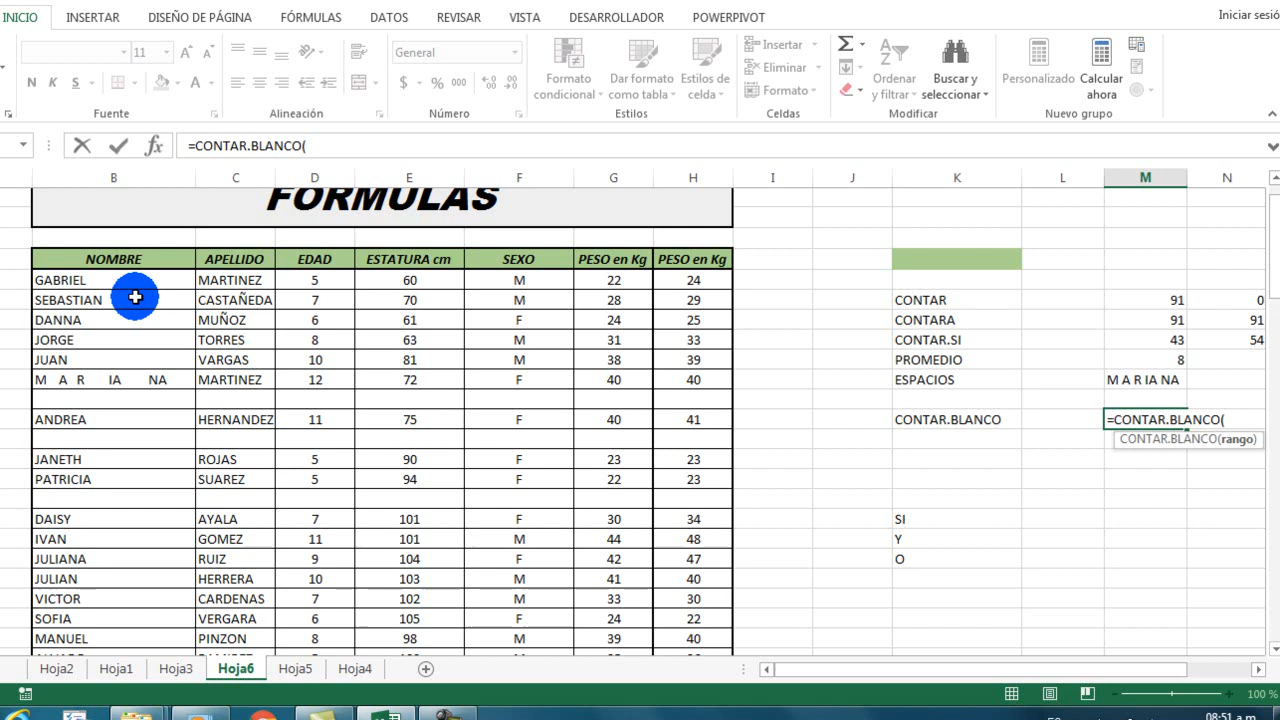 INICIO INSERTAR DISEÑO DE PÁGINA FÓRMULAS DATOS REVISAR VISTA DESARROLLADOR POWERPIVOT Iniciar sesió
11 General Insertar Σ
N K S $ % 000 Formato condicional Dar formato como tabla Estilos de celda Eliminar Formato Ordenar y filtrar Buscar y seleccionar Personalizado Calcular ahora
Fuente Alineación Número Estilos Celdas Modificar Nuevo grupo
fx =CONTAR.BLANCO(
B C D E F G H I J K L M N
FORMULAS
NOMBRE APELLIDO EDAD ESTATURA cm SEXO PESO en Kg PESO en Kg
GABRIEL MARTINEZ 5 60 M 22 24
SEBASTIAN CASTAÑEDA 7 70 M 28 29 CONTAR 91 0
DANNA MUÑOZ 6 61 F 24 25 CONTARA 91 91
JORGE TORRES 8 63 M 31 33 CONTAR.SI 43 54
JUAN VARGAS 10 81 M 38 39 PROMEDIO 8
M A R IA NA MARTINEZ 12 72 F 40 40 ESPACIOS M A R IA NA
ANDREA HERNANDEZ 11 75 F 40 41 CONTAR.BLANCO =CONTAR.BLANCO(
CONTAR.BLANCO(rango)
JANETH ROJAS 5 90 F 23 23
PATRICIA SUAREZ 5 94 F 22 23
DAISY AYALA 7 101 F 30 34 SI
IVAN GOMEZ 11 101 M 44 48 Y
JULIANA RUIZ 9 104 F 42 47 O
JULIAN HERRERA 10 103 M 41 40
VICTOR CARDENAS 7 102 M 33 30
SOFIA VERGARA 6 105 F 24 22
MANUEL PINZON 8 98 M 39 40
Hoja2 Hoja1 Hoja3 Hoja6 Hoja5 Hoja4
100 %
08:51 a.m.